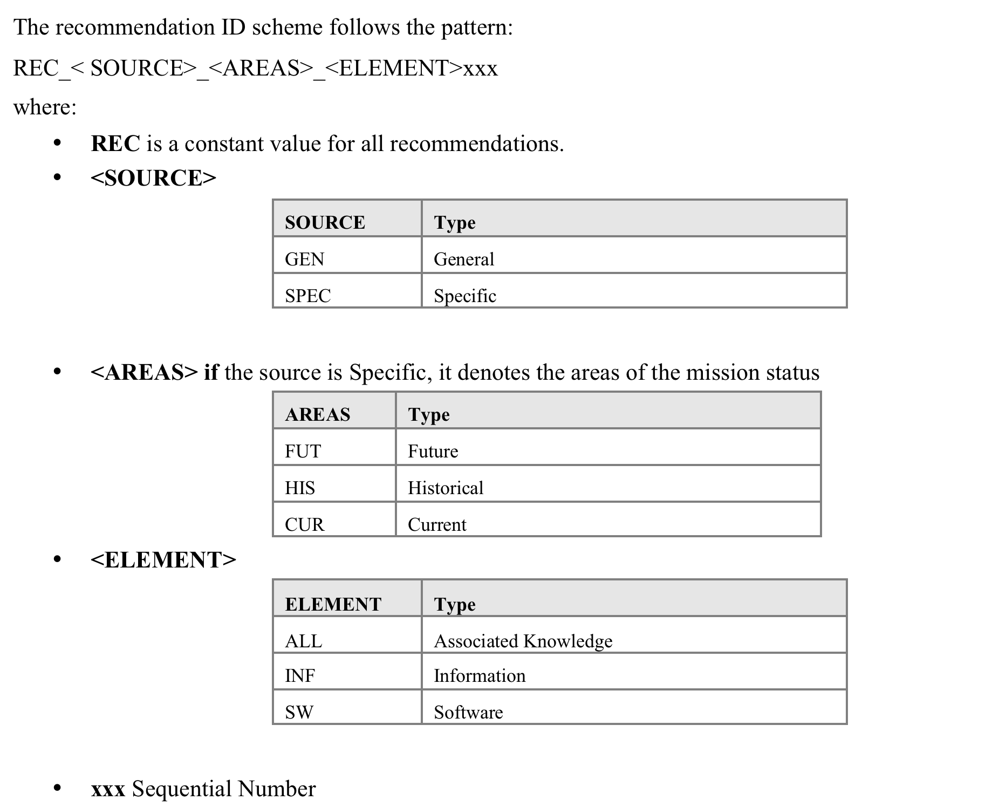 The recommendation ID scheme follows the pattern:
REC_< SOURCE>_<AREAS>_<ELEMENT>xxx
where:
• REC is a constant value for all recommendations.
• <SOURCE>
SOURCE Type
GEN General
SPEC Specific
• <AREAS> if the source is Specific, it denotes the areas of the mission status
AREAS Type
FUT Future
HIS Historical
CUR Current
• <ELEMENT>
ELEMENT Type
ALL Associated Knowledge
INF Information
SW Software
• xxx Sequential Number